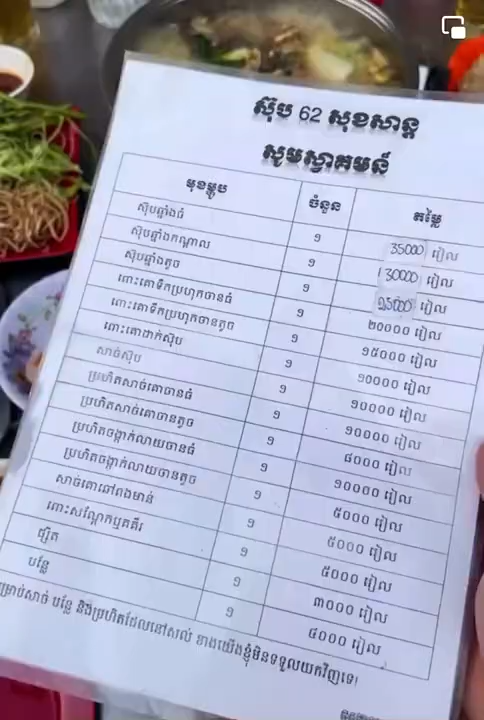 ស៊ុប 62 សុខសាន្ត
សូមស្វាគមន៍
មុខម្ហូប ចំនួន តម្លៃ
ស៊ុបឆ្នាំងធំ ១ 35000 រៀល
ស៊ុបឆ្នាំងកណ្តាល ១ 30000 រៀល
ស៊ុបឆ្នាំងតូច ១ 25000 រៀល
ពោះគោទឹកប្រហុកចានធំ ១ ២០០០០ រៀល
ពោះគោទឹកប្រហុកចានតូច ១៥០០០ រៀល
ពោះគោដាក់ស៊ុប ១ ១០០០០ រៀល
សាច់ស៊ុប ១ ១០០០០ រៀល
ប្រហិតសាច់គោចានធំ ១ ១០០០០ រៀល
ប្រហិតសាច់គោចានតូច ១ ៨០០០ រៀល
ប្រហិតចង្កាក់លាយចានធំ ១ ១០០០០ រៀល
ប្រហិតចង្កាក់លាយចានតូច ១ ៥០០០ រៀល
សាច់គោឆៅពងមាន់ ១ ៥០០០ រៀល
ពោះសណ្តែកឬគគីរ ១ ៥០០០ រៀល
ផ្សិត ១ ៣០០០ រៀល
បន្លែ ១ ៤០០០ រៀល
សាច់ បន្លែ និងប្រហិតដែលនៅសល់ ខាងយើងខ្ញុំមិនទទួលយកវិញទេ។